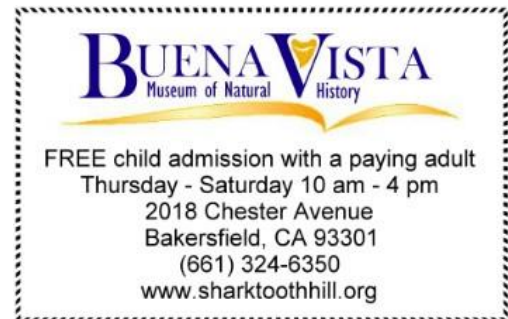 BUENA VISTA
Museum of Natural History
FREE child admission with a paying adult
Thursday - Saturday 10 am - 4 pm
2018 Chester Avenue
Bakersfield, CA 93301
(661) 324-6350
www.sharktoothhill.org